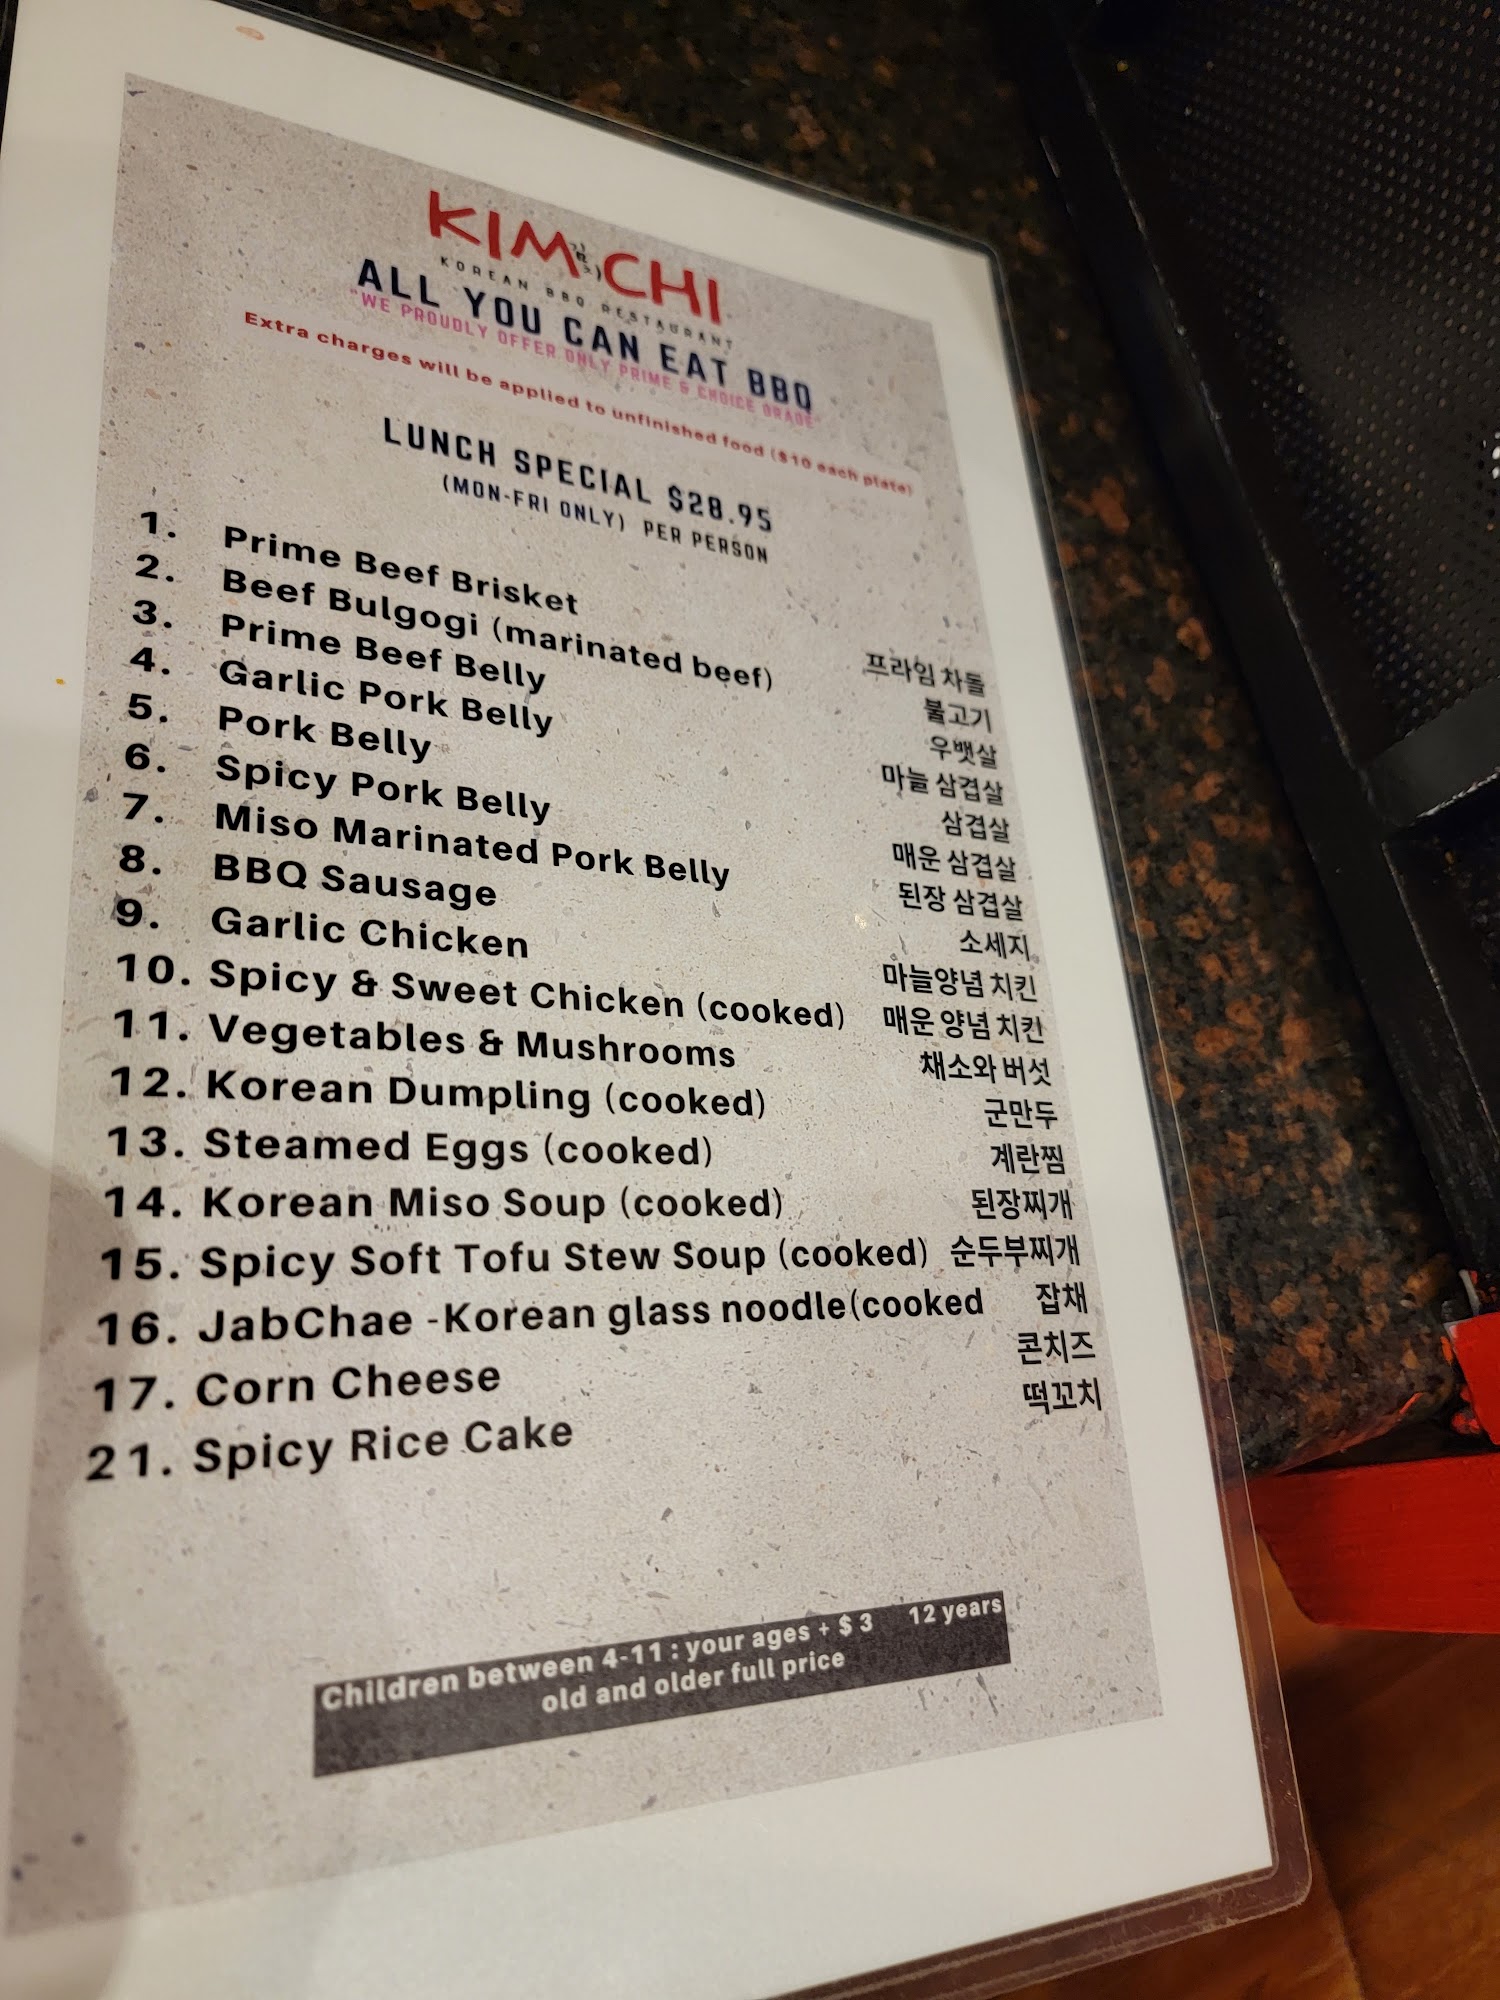 KIM CHI
KOREAN BBQ RESTAURANT
ALL YOU CAN EAT BBQ
"WE PROUDLY OFFER ONLY PRIME & CHOICE GRADE"
Extra charges will be applied to unfinished food ($10 each plate)
LUNCH SPECIAL $28.95
(MON-FRI ONLY) PER PERSON
1. Prime Beef Brisket 프라임 차돌
2. Beef Bulgogi (marinated beef) 불고기
3. Prime Beef Belly 우뱃살
4. Garlic Pork Belly 마늘 삼겹살
5. Pork Belly 삼겹살
6. Spicy Pork Belly 매운 삼겹살
7. Miso Marinated Pork Belly 된장 삼겹살
8. BBQ Sausage 소세지
9. Garlic Chicken 마늘양념 치킨
10. Spicy & Sweet Chicken (cooked) 매운 양념 치킨
11. Vegetables & Mushrooms 채소와 버섯
12. Korean Dumpling (cooked) 군만두
13. Steamed Eggs (cooked) 계란찜
14. Korean Miso Soup (cooked) 된장찌개
15. Spicy Soft Tofu Stew Soup (cooked) 순두부찌개
16. JabChae -Korean glass noodle(cooked 잡채
17. Corn Cheese 콘치즈
21. Spicy Rice Cake 떡꼬치
Children between 4-11 : your ages + $ 3 12 years
old and older full price